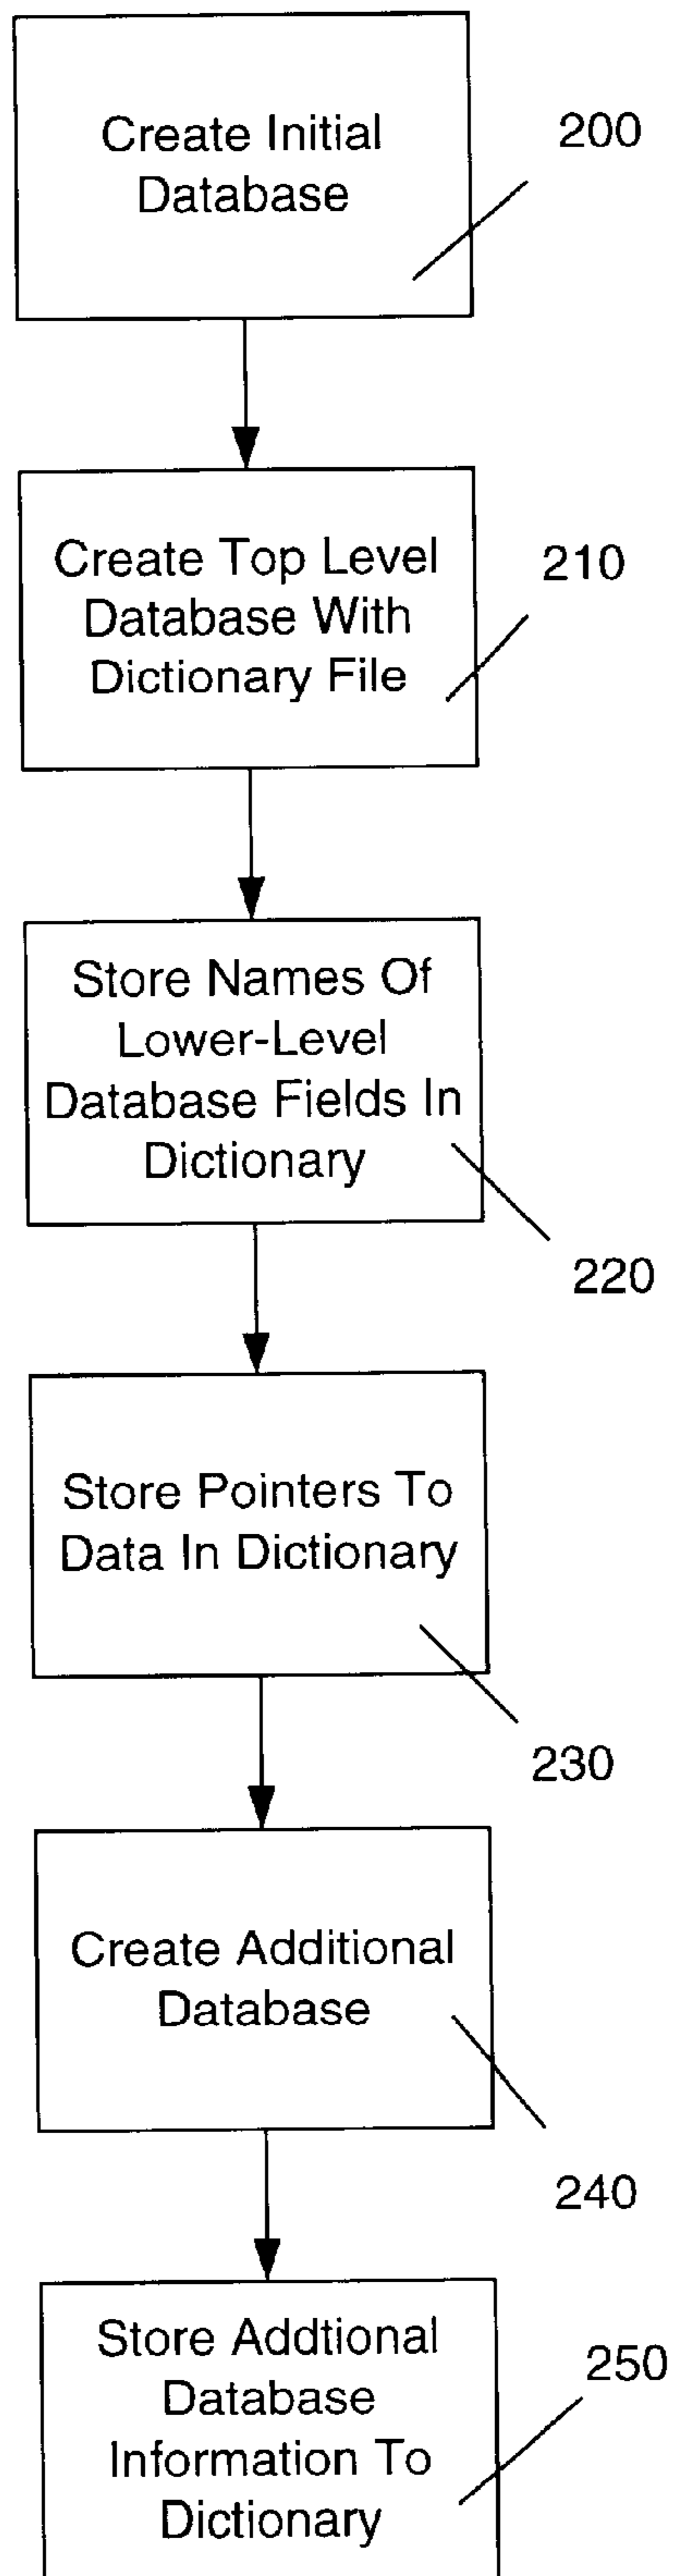 Create Initial
Database
200
Create Top Level
Database With
Dictionary File
210
Store Names Of
Lower-Level
Database Fields In
Dictionary
220
Store Pointers To
Data In Dictionary
230
Create Additional
Database
240
Store Addtional
Database
Information To
Dictionary
250